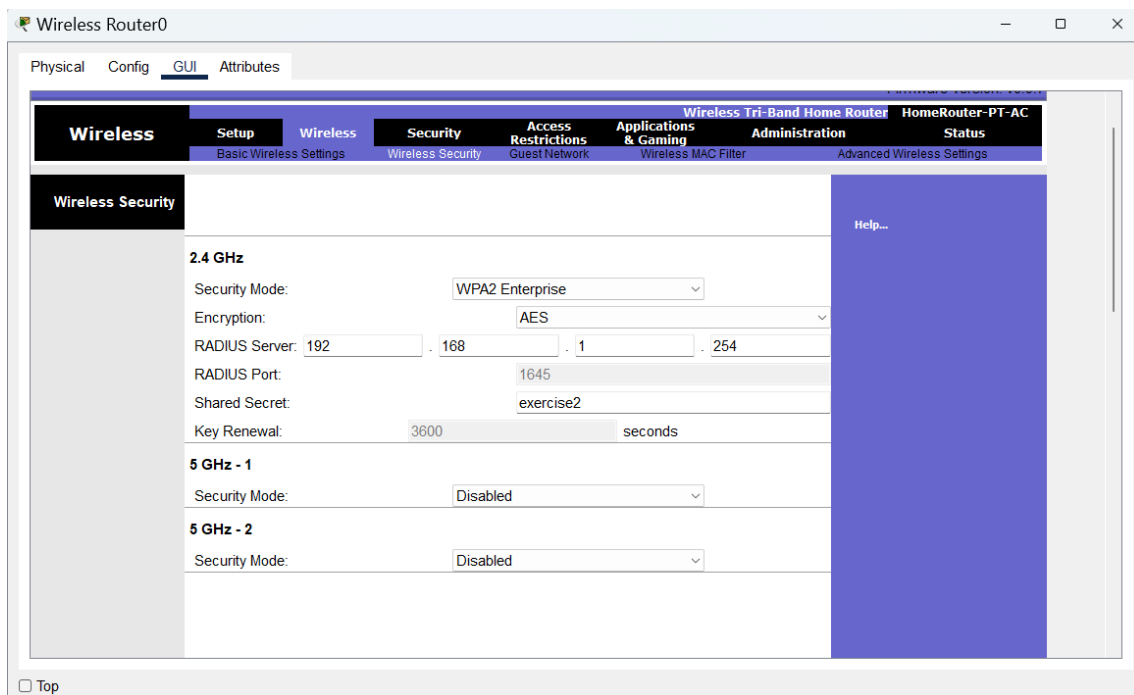 Wireless Router0
Physical Config GUI Attributes
Wireless Tri-Band Home Router HomeRouter-PT-AC
Wireless Setup Wireless Security Access Restrictions Applications & Gaming Administration Status
Basic Wireless Settings Wireless Security Guest Network Wireless MAC Filter Advanced Wireless Settings
Wireless Security
Help...
2.4 GHz
Security Mode: WPA2 Enterprise
Encryption: AES
RADIUS Server: 192 . 168 . 1 . 254
RADIUS Port: 1645
Shared Secret: exercise2
Key Renewal: 3600 seconds
5 GHz - 1
Security Mode: Disabled
5 GHz - 2
Security Mode: Disabled
Top